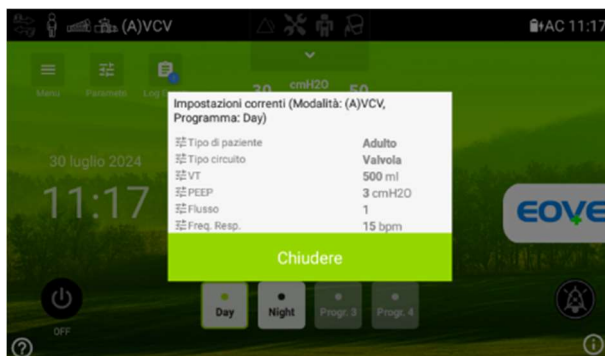 (A)VCV
AC 11:17
Menu
Parametri
Log
30 cmH2O 50
Impostazioni correnti (Modalità: (A)VCV,
Programma: Day)
Tipo di paziente Adulto
Tipo circuito Valvola
VT 500 ml
PEEP 3 cmH2O
Flusso 1
Freq. Resp. 15 bpm
Chiudere
30 luglio 2024
11:17
EOVE
OFF
Day
Night
Progr. 3
Progr. 4